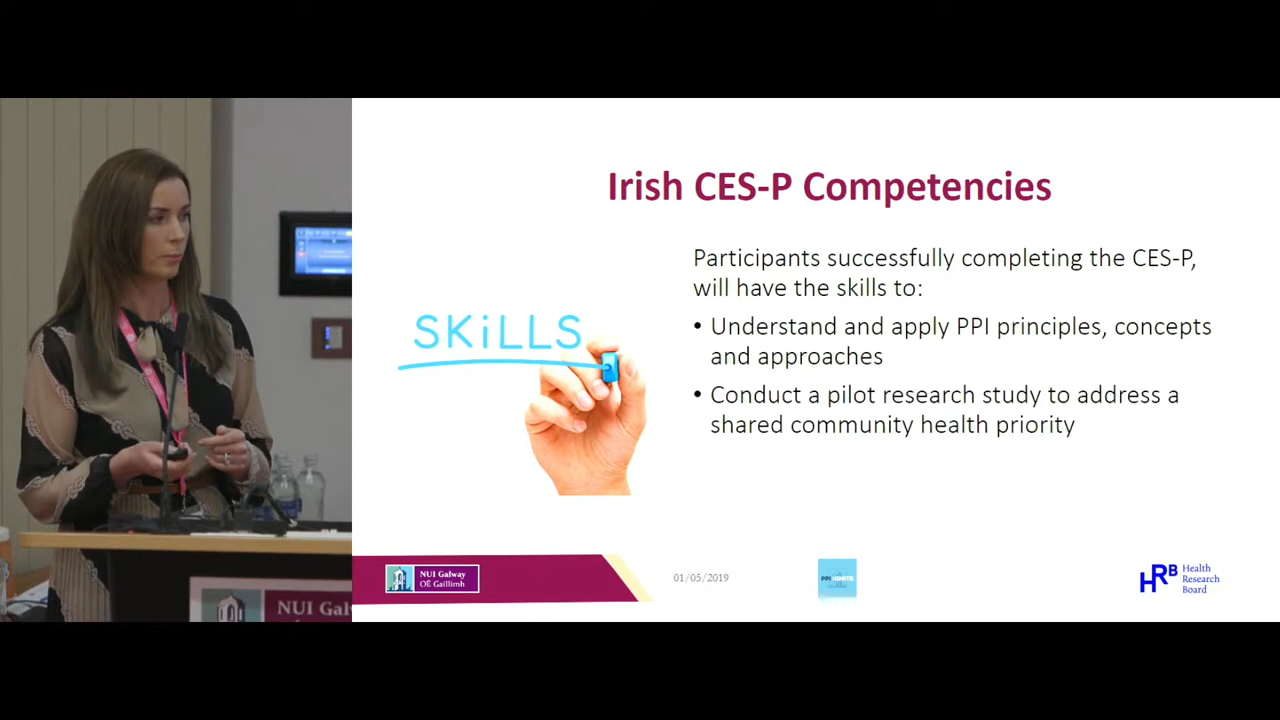 Irish CES-P Competencies
Participants successfully completing the CES-P,
will have the skills to:
• Understand and apply PPI principles, concepts
and approaches
• Conduct a pilot research study to address a
shared community health priority
SKiLLS
NUI Galway
OÉ Gaillimh
01/05/2019
PPI IGNITE
HRB
Health
Research
Board
NUI Gal